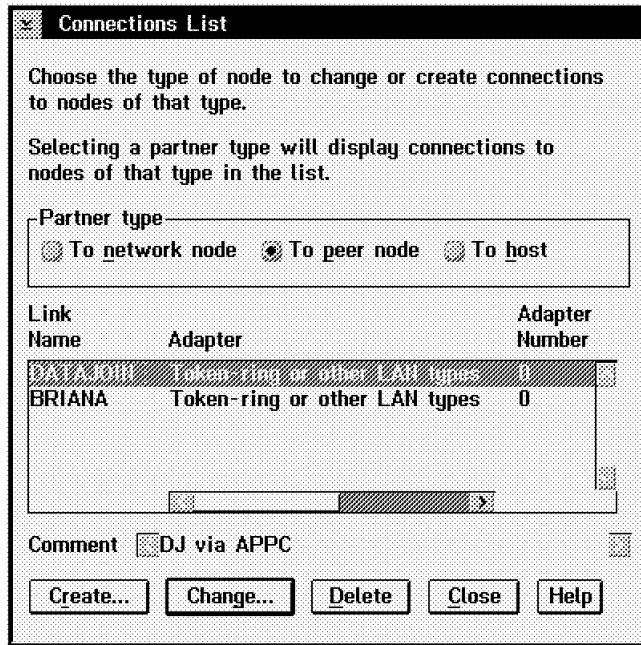 Connections List
Choose the type of node to change or create connections
to nodes of that type.
Selecting a partner type will display connections to
nodes of that type in the list.
Partner type
To network node To peer node To host
Link Adapter
Name Adapter Number
DATAJOIN Token-ring or other LAN types 0
BRIANA Token-ring or other LAN types 0
Comment DJ via APPC
Create... Change... Delete Close Help